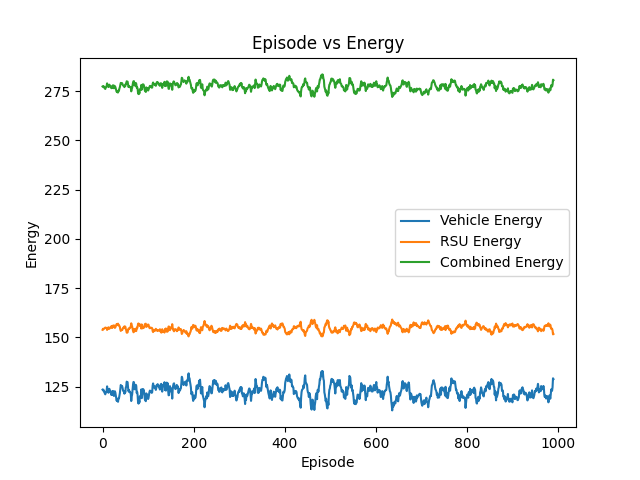 Episode vs Energy
Energy
275
250
225
200
175
150
125
Vehicle Energy
RSU Energy
Combined Energy
0 200 400 600 800 1000
Episode